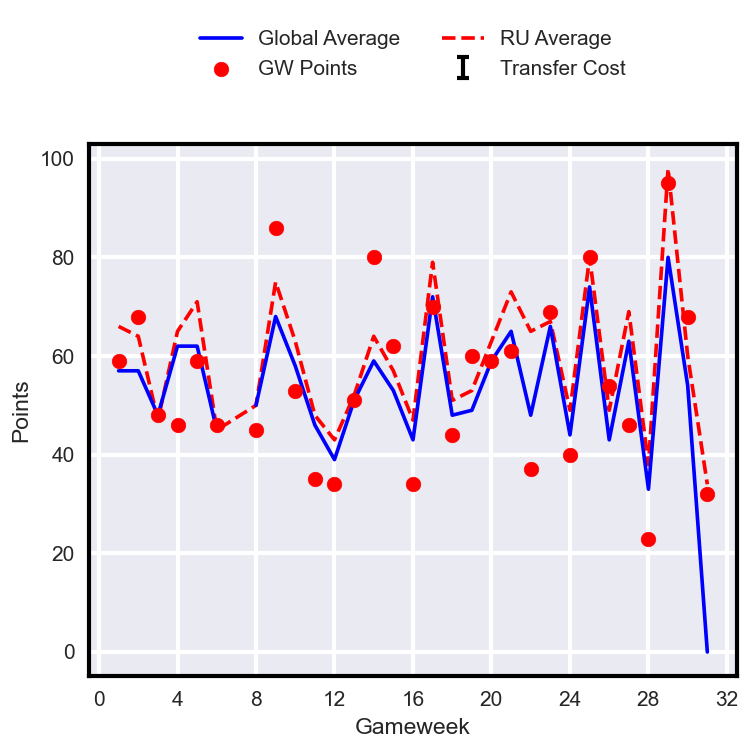 Global Average
RU Average
GW Points
Transfer Cost
100
80
60
40
20
0
Points
0 4 8 12 16 20 24 28 32
Gameweek